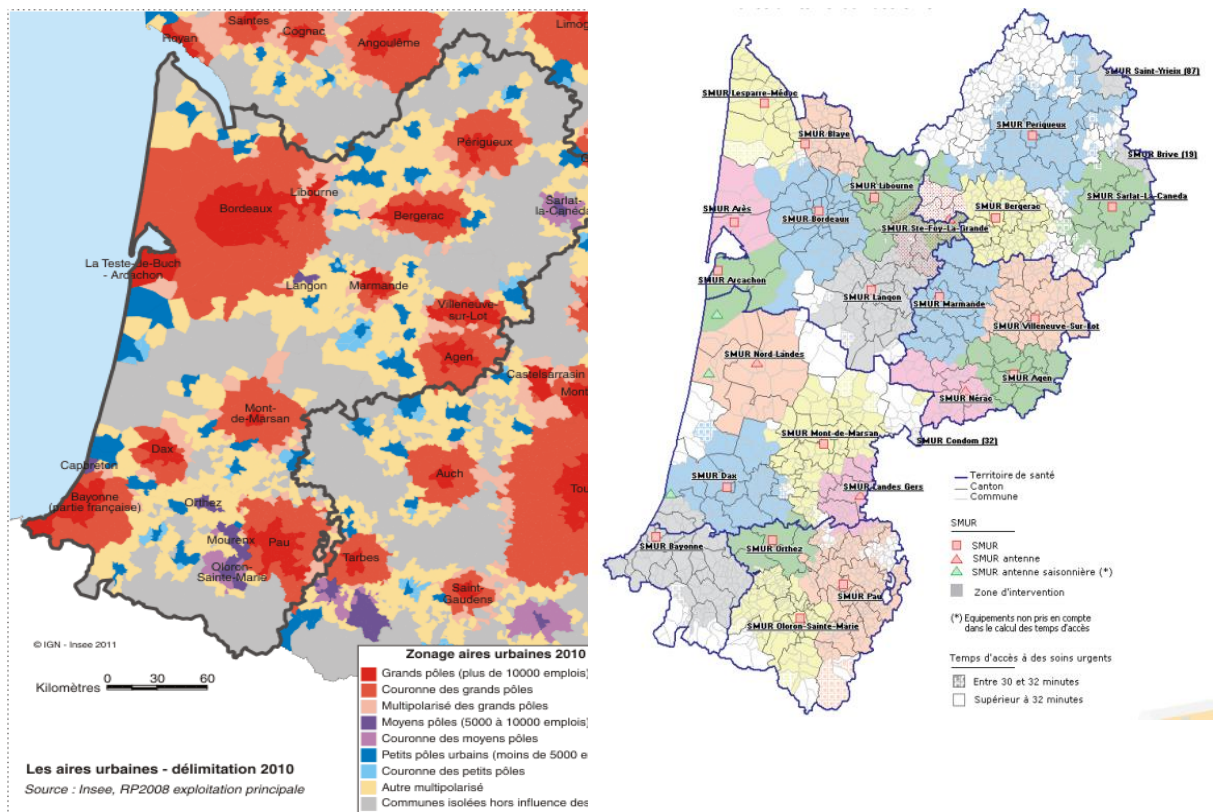 Saintes
Royan
Cognac
Angoulême
Limog
Périgueux
Libourne
Bordeaux
Bergerac
Sarlat-
la-Canéda
La Teste-de-Buch
- Arcachon
Langon
Marmande
Villeneuve-
sur-Lot
Agen
Castelsarrasin
Mont
Mont-
de-Marsan
Dax
Capbreton
Auch
Tou
Bayonne
(partie française)
Orthez
Mourenx
Pau
Oloron-
Sainte-Marie
Tarbes
Saint-
Gaudens
© IGN - Insee 2011
Kilomètres 0 30 60
Zonage aires urbaines 2010
Grands pôles (plus de 10000 emplois)
Couronne des grands pôles
Multipolarisé des grands pôles
Moyens pôles (5000 à 10000 emplois)
Couronne des moyens pôles
Petits pôles urbains (moins de 5000 e
Couronne des petits pôles
Autre multipolarisé
Communes isolées hors influence des
Les aires urbaines - délimitation 2010
Source : Insee, RP2008 exploitation principale
SMUR Saint-Yrieix (87)
SMUR Lesparre-Médoc
SMUR Blaye
SMUR Périgueux
SMUR Brive (19)
SMUR Libourne
SMUR Sarlat-La-Canéda
SMUR Arès
SMUR Bordeaux
SMUR Bergerac
SMUR Ste-Foy-La-Grande
SMUR Arcachon
SMUR Langon
SMUR Marmande
SMUR Villeneuve-Sur-Lot
SMUR Nord-Landes
SMUR Agen
SMUR Nérac
SMUR Mont-de-Marsan
SMUR Condom (32)
SMUR Dax
SMUR Landes Gers
SMUR Bayonne
SMUR Orthez
SMUR Pau
SMUR Oloron-Sainte-Marie
Territoire de santé
Canton
Commune
SMUR
SMUR
SMUR antenne
SMUR antenne saisonnière (*)
Zone d'intervention
(*) Equipements non pris en compte
dans le calcul des temps d'accès
Temps d'accès à des soins urgents
Entre 30 et 32 minutes
Supérieur à 32 minutes